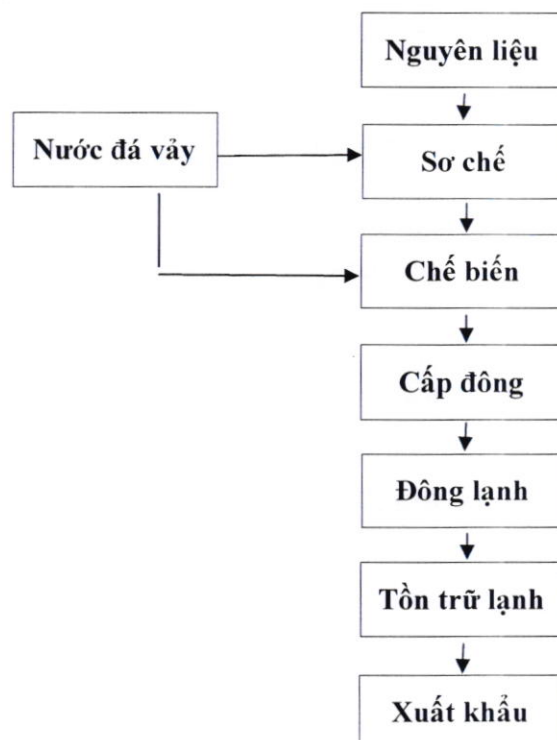 Nguyên liệu
Nước đá vảy
Sơ chế
Chế biến
Cấp đông
Đông lạnh
Tồn trữ lạnh
Xuất khẩu